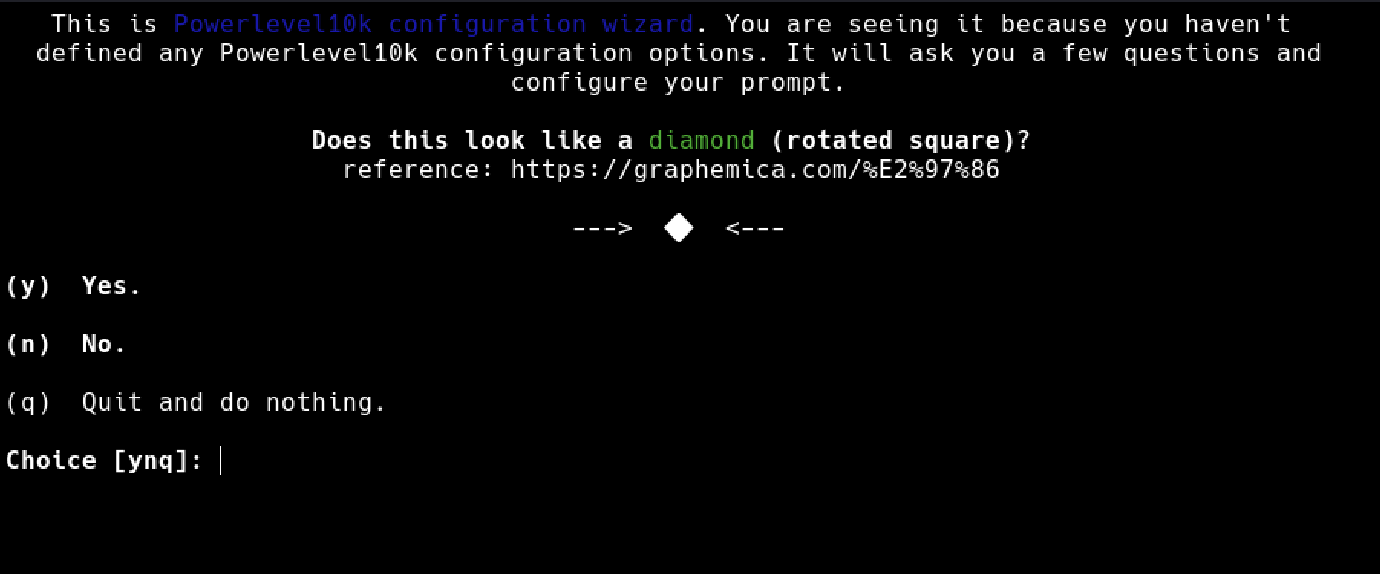 This is Powerlevel10k configuration wizard. You are seeing it because you haven't
defined any Powerlevel10k configuration options. It will ask you a few questions and
configure your prompt.
Does this look like a diamond (rotated square)?
reference: https://graphemica.com/%E2%97%86
--->  ◆  <---
(y)  Yes.
(n)  No.
(q)  Quit and do nothing.
Choice [ynq]: